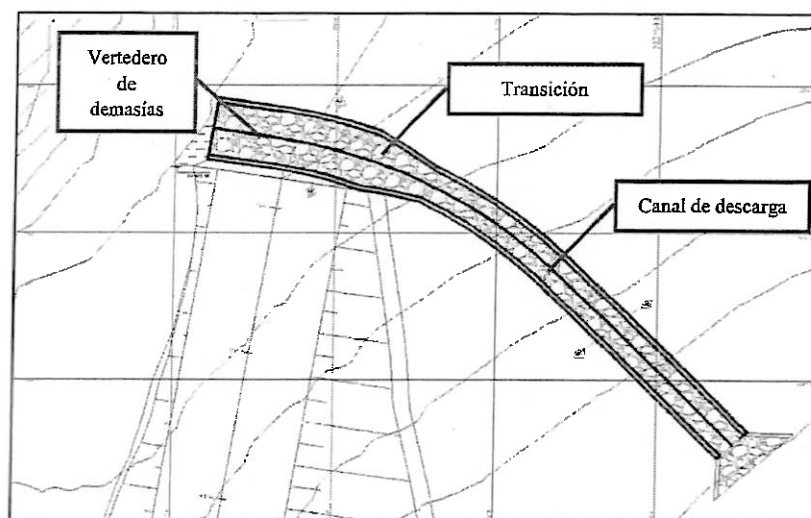 Vertedero
de
demasías
Transición
Canal de descarga